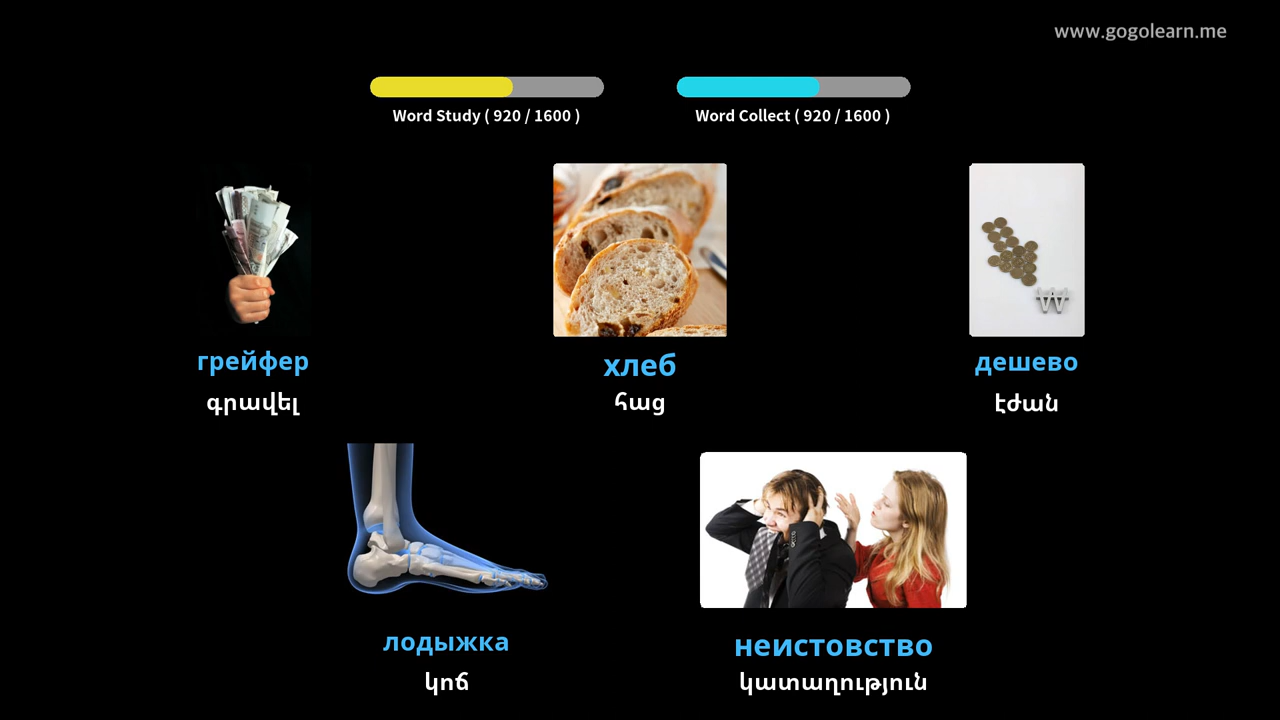 www.gogolearn.me
Word Study ( 920 / 1600 )
Word Collect ( 920 / 1600 )
грейфер
գրավել
хлеб
հաց
дешево
էժան
лодыжка
կոճ
неистовство
կատաղություն